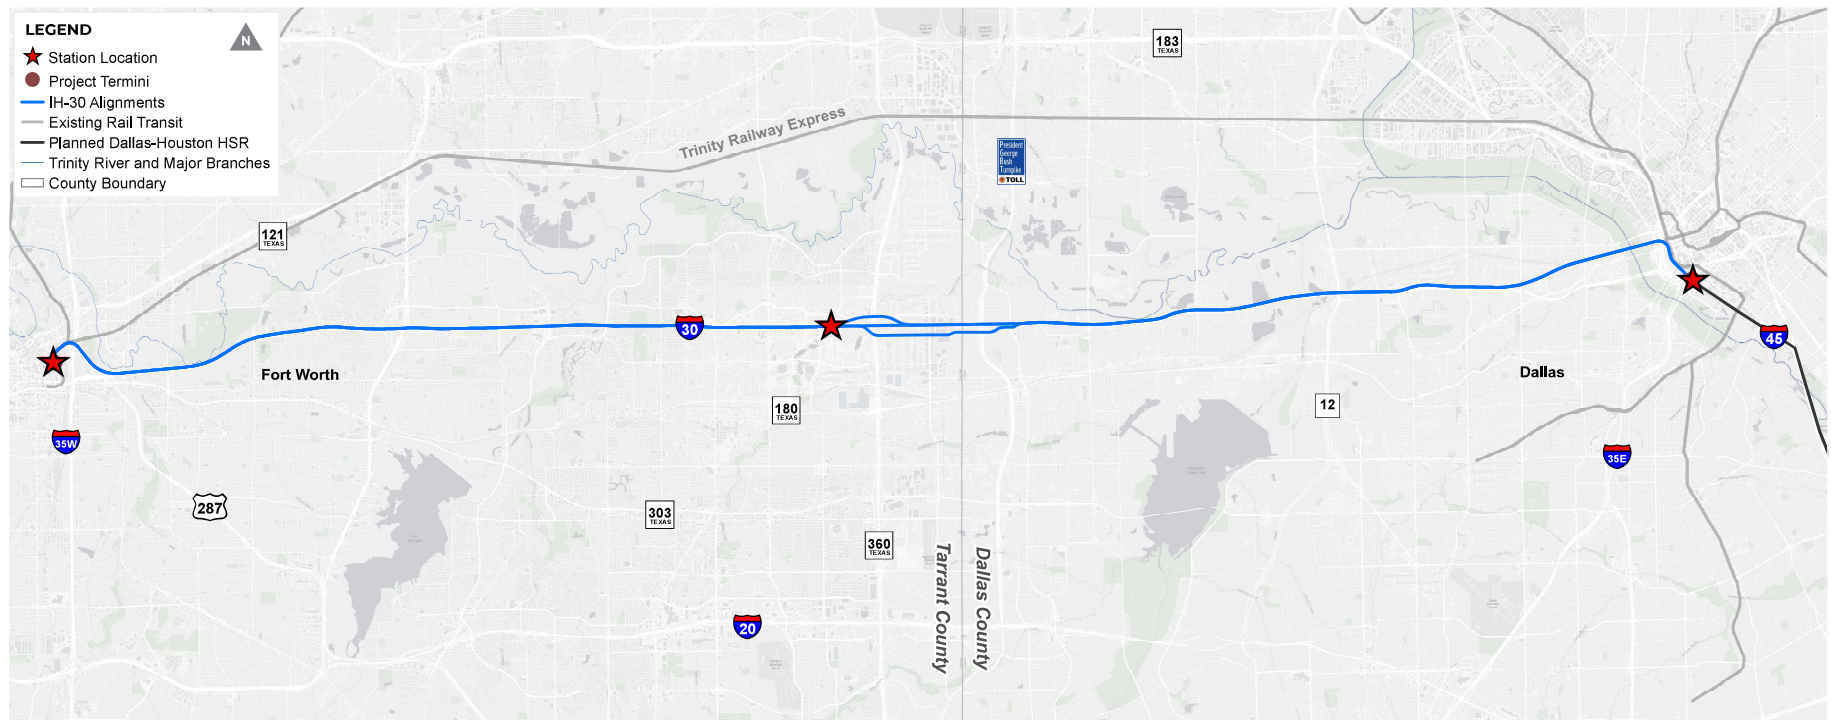 LEGEND
N
Station Location
Project Termini
IH-30 Alignments
Existing Rail Transit
Planned Dallas-Houston HSR
Trinity River and Major Branches
County Boundary
183
TEXAS
Trinity Railway Express
President
George
Bush
Turnpike
TOLL
121
TEXAS
30
45
Fort Worth
Dallas
180
TEXAS
12
35W
35E
287
303
TEXAS
360
TEXAS
Tarrant County
Dallas County
20